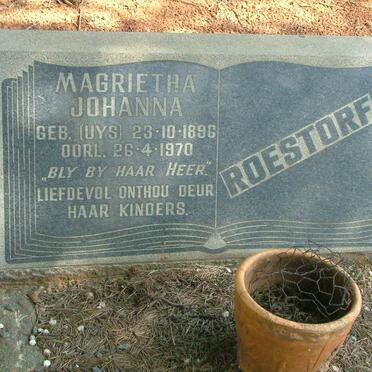 MAGRIETHA
JOHANNA
GEB. (UYS) 23·10·1896
OORL. 26·4·1970
„BLY BY HAAR HEER."
LIEFDEVOL ONTHOU DEUR
HAAR KINDERS.
ROESTORF